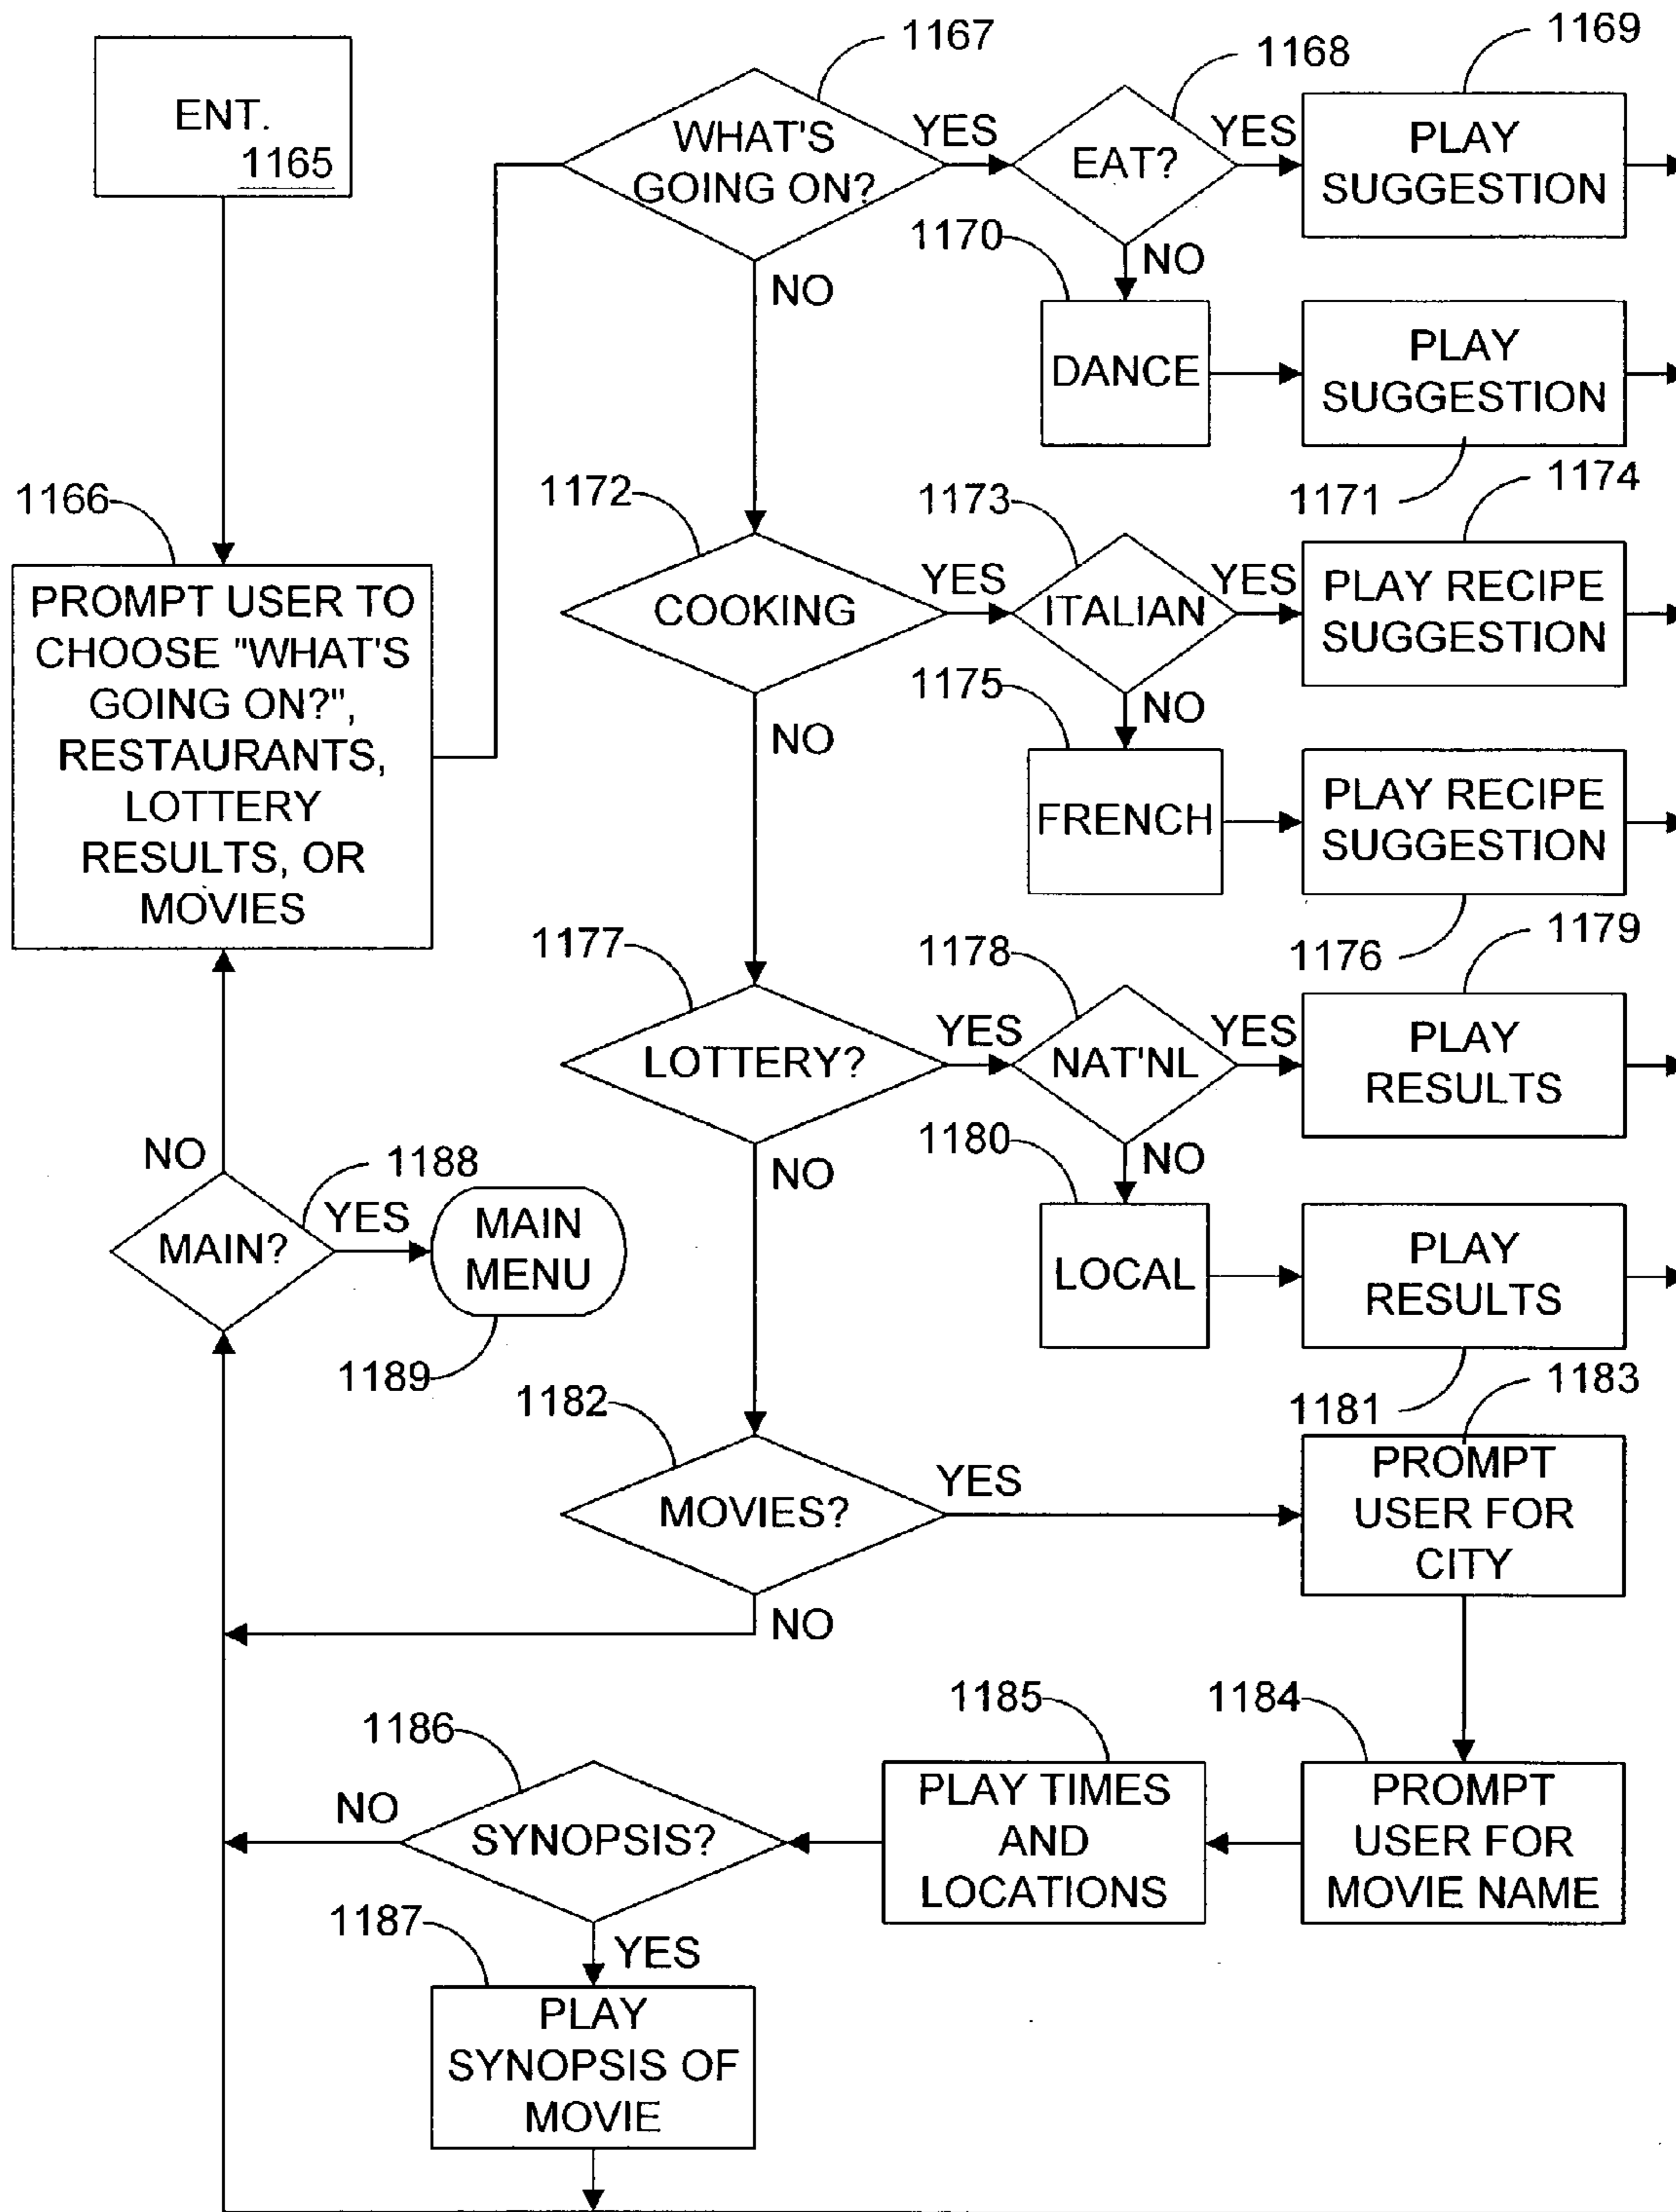 1167
1168
1169
ENT.
1165
WHAT'S
GOING ON?
YES
EAT?
YES
PLAY
SUGGESTION
NO
1170
NO
DANCE
PLAY
SUGGESTION
1171
1166
1172
1173
1174
PROMPT USER TO
CHOOSE "WHAT'S
GOING ON?",
RESTAURANTS,
LOTTERY
RESULTS, OR
MOVIES
COOKING
YES
ITALIAN
YES
PLAY RECIPE
SUGGESTION
NO
1175
NO
FRENCH
PLAY RECIPE
SUGGESTION
1176
1177
1178
1179
LOTTERY?
YES
NAT'NL
YES
PLAY
RESULTS
NO
1180
NO
LOCAL
PLAY
RESULTS
1181
NO
1188
MAIN?
YES
MAIN
MENU
1189
1182
1183
MOVIES?
YES
PROMPT
USER FOR
CITY
NO
1186
1185
1184
NO
SYNOPSIS?
PLAY TIMES
AND
LOCATIONS
PROMPT
USER FOR
MOVIE NAME
1187
YES
PLAY
SYNOPSIS OF
MOVIE